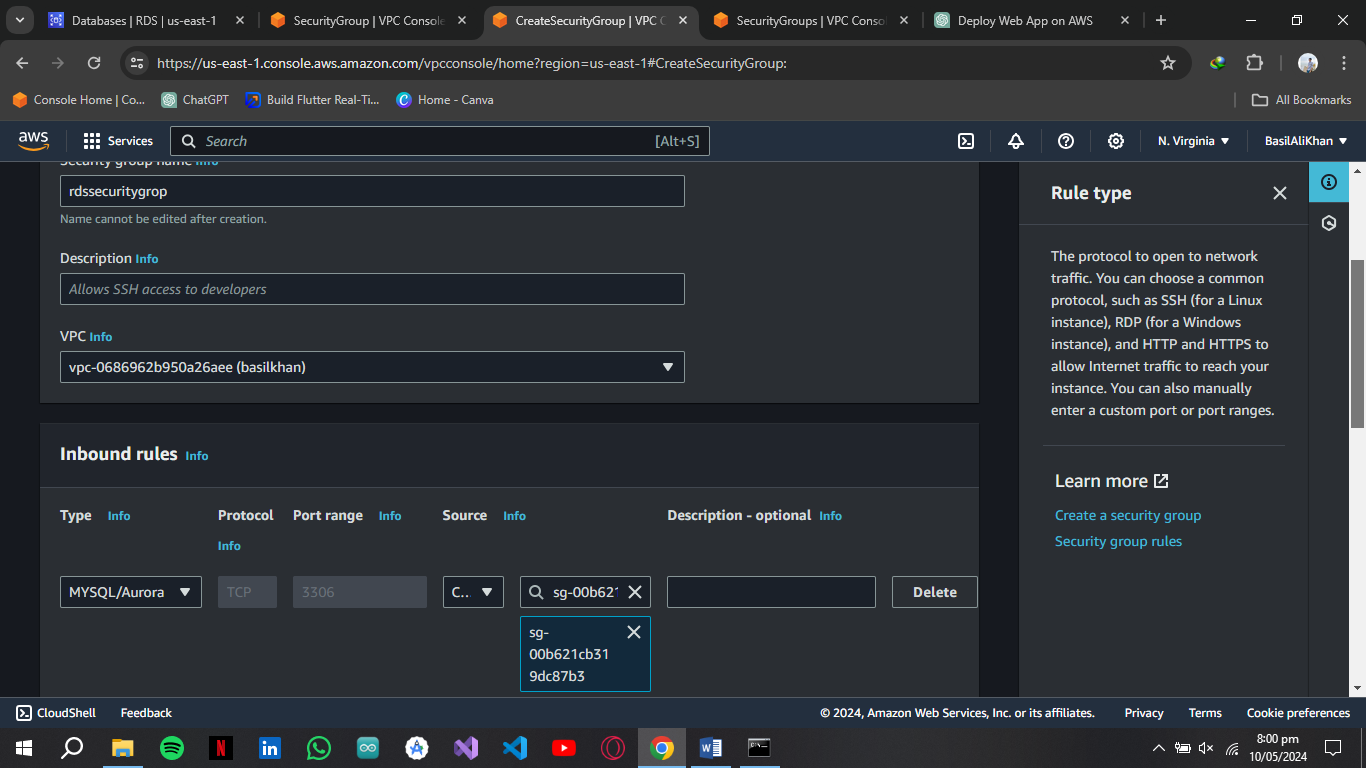 Databases | RDS | us-east-1
SecurityGroup | VPC Console
CreateSecurityGroup | VPC C
SecurityGroups | VPC Conso
Deploy Web App on AWS
https://us-east-1.console.aws.amazon.com/vpcconsole/home?region=us-east-1#CreateSecurityGroup:
Console Home | Co...
ChatGPT
Build Flutter Real-Ti...
Home - Canva
All Bookmarks
aws
Services
Search
[Alt+S]
N. Virginia
BasilAliKhan
Security group name Info
rdssecuritygrop
Name cannot be edited after creation.
Description Info
Allows SSH access to developers
VPC Info
vpc-0686962b950a26aee (basilkhan)
Inbound rules Info
Type Info
Protocol
Info
Port range Info
Source Info
Description - optional Info
MYSQL/Aurora
TCP
3306
C...
sg-00b621
Delete
sg-
00b621cb31
9dc87b3
Rule type
The protocol to open to network
traffic. You can choose a common
protocol, such as SSH (for a Linux
instance), RDP (for a Windows
instance), and HTTP and HTTPS to
allow Internet traffic to reach your
instance. You can also manually
enter a custom port or port ranges.
Learn more
Create a security group
Security group rules
CloudShell
Feedback
© 2024, Amazon Web Services, Inc. or its affiliates.
Privacy
Terms
Cookie preferences
8:00 pm
10/05/2024